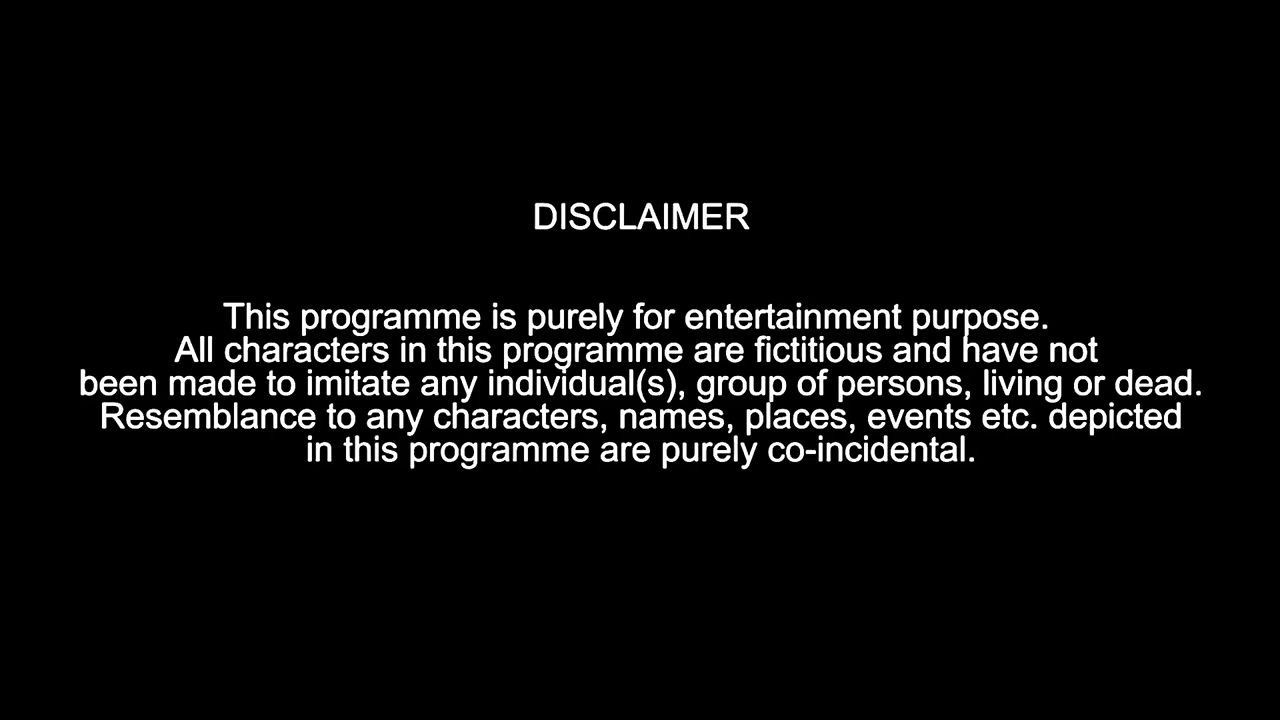 DISCLAIMER
This programme is purely for entertainment purpose.
All characters in this programme are fictitious and have not
been made to imitate any individual(s), group of persons, living or dead.
Resemblance to any characters, names, places, events etc. depicted
in this programme are purely co-incidental.